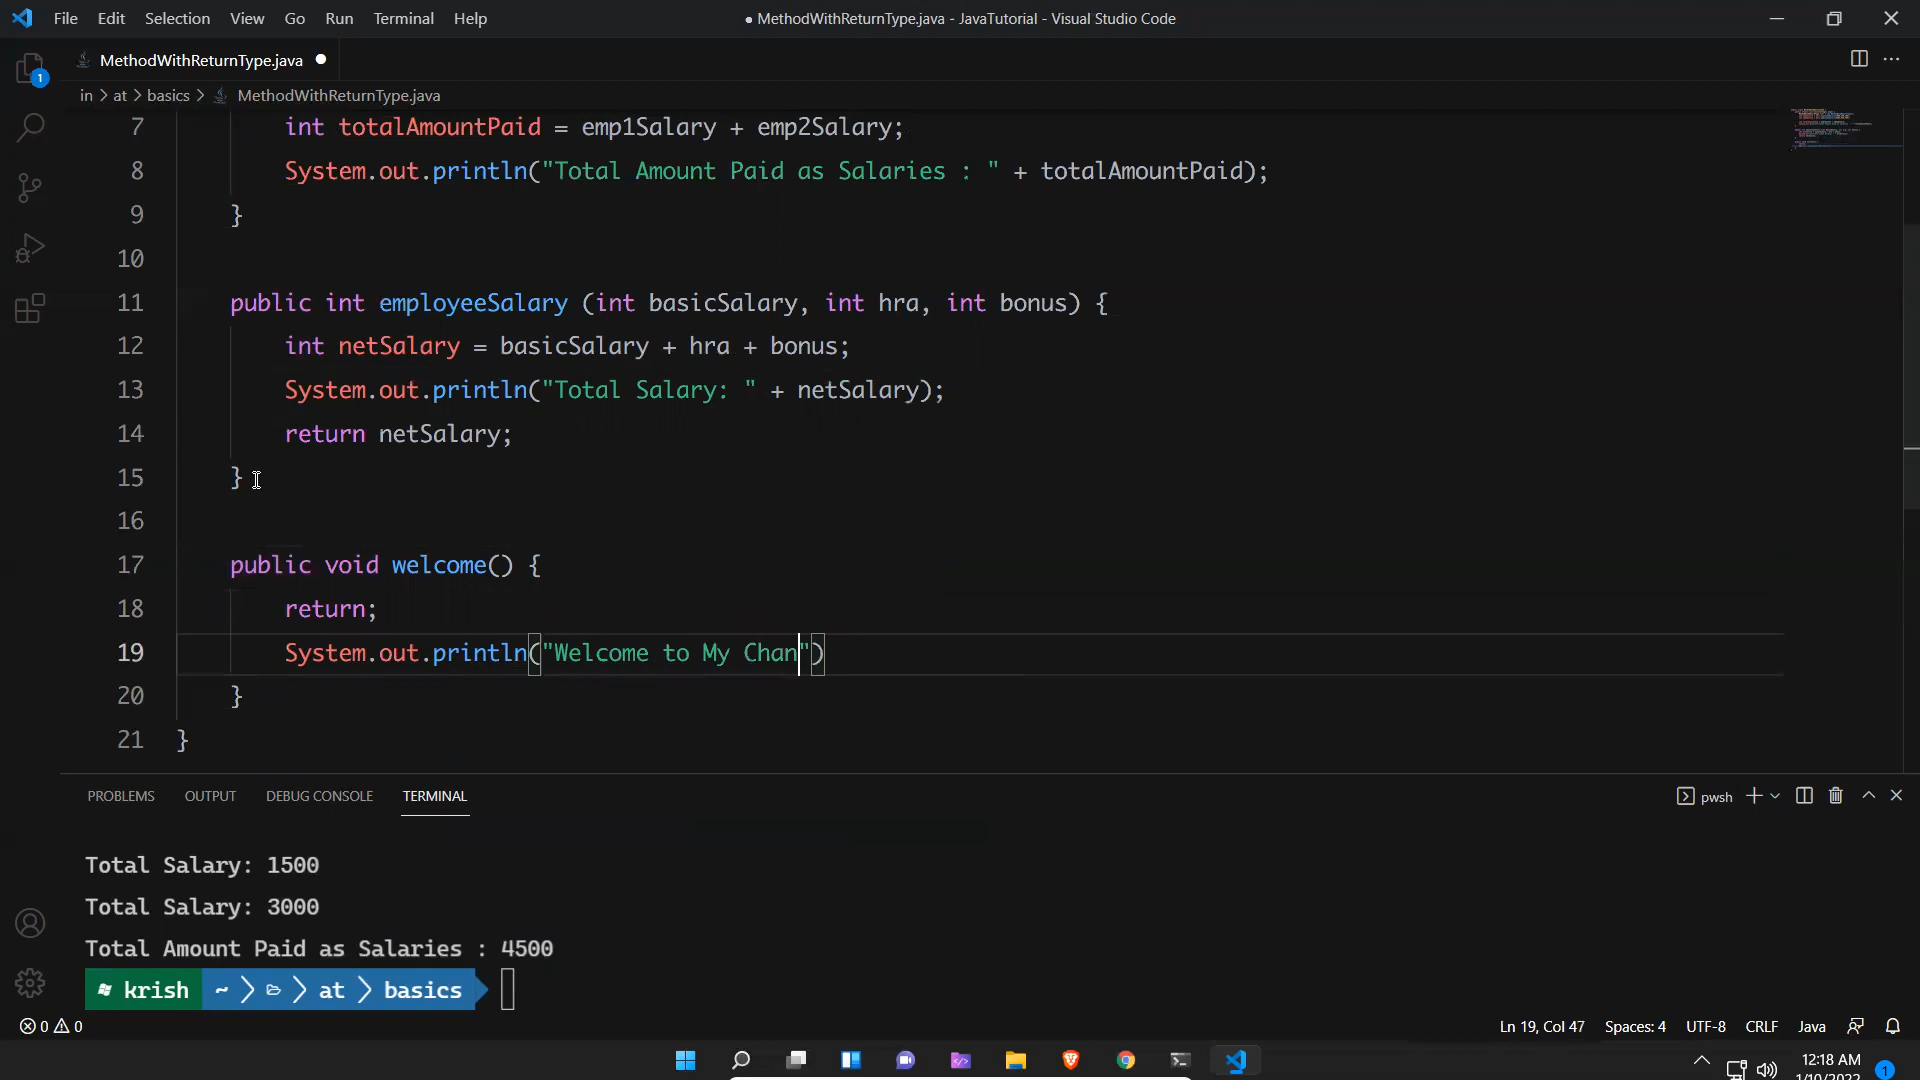 File Edit Selection View Go Run Terminal Help
● MethodWithReturnType.java - JavaTutorial - Visual Studio Code
MethodWithReturnType.java
in > at > basics > MethodWithReturnType.java
7 int totalAmountPaid = emp1Salary + emp2Salary;
8 System.out.println("Total Amount Paid as Salaries : " + totalAmountPaid);
9 }
10
11 public int employeeSalary (int basicSalary, int hra, int bonus) {
12 int netSalary = basicSalary + hra + bonus;
13 System.out.println("Total Salary: " + netSalary);
14 return netSalary;
15 }
16
17 public void welcome() {
18 return;
19 System.out.println("Welcome to My Chan")
20 }
21 }
1
PROBLEMS OUTPUT DEBUG CONSOLE TERMINAL
pwsh
Total Salary: 1500
Total Salary: 3000
Total Amount Paid as Salaries : 4500
krish ~ at basics
0 0
Ln 19, Col 47 Spaces: 4 UTF-8 CRLF Java
12:18 AM
1/10/2022
1